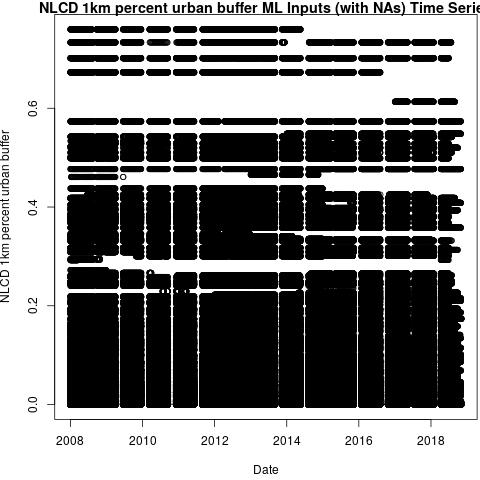 NLCD 1km percent urban buffer ML Inputs (with NAs) Time Serie
NLCD 1km percent urban buffer
0.6
0.4
0.2
0.0
2008 2010 2012 2014 2016 2018
Date